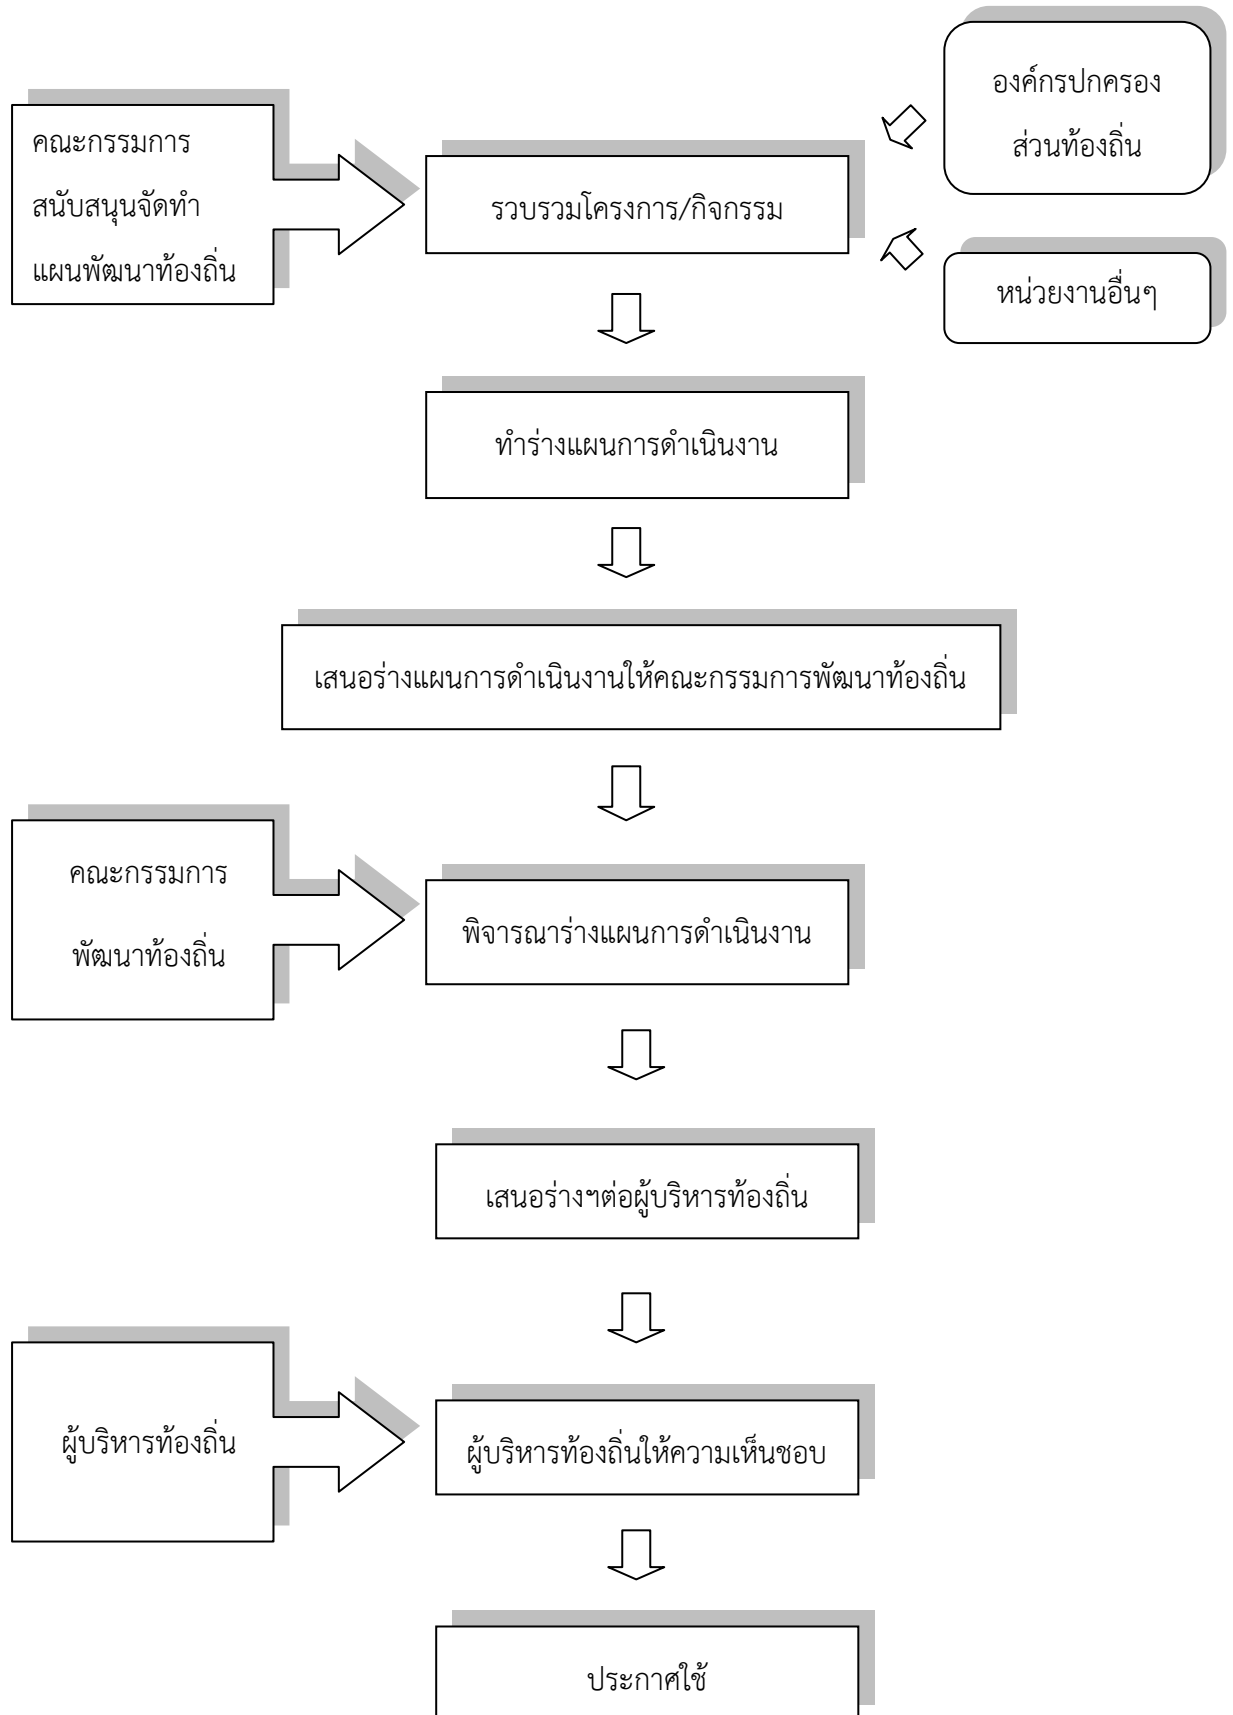 องค์กรปกครอง
ส่วนท้องถิ่น
คณะกรรมการ
สนับสนุนจัดทำ
แผนพัฒนาท้องถิ่น
รวบรวมโครงการ/กิจกรรม
หน่วยงานอื่นๆ
ทำร่างแผนการดำเนินงาน
เสนอร่างแผนการดำเนินงานให้คณะกรรมการพัฒนาท้องถิ่น
คณะกรรมการ
พัฒนาท้องถิ่น
พิจารณาร่างแผนการดำเนินงาน
เสนอร่างฯต่อผู้บริหารท้องถิ่น
ผู้บริหารท้องถิ่น
ผู้บริหารท้องถิ่นให้ความเห็นชอบ
ประกาศใช้